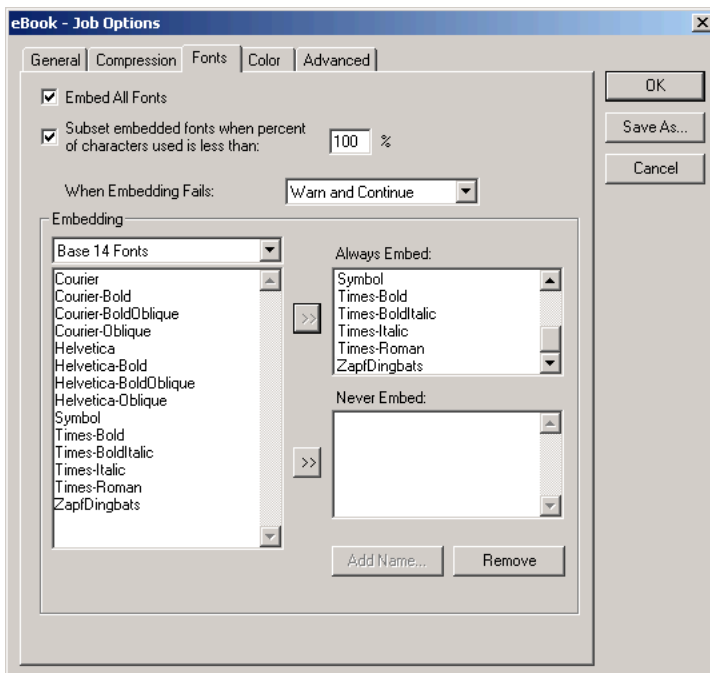 eBook - Job Options
General Compression Fonts Color Advanced
Embed All Fonts
Subset embedded fonts when percent
of characters used is less than: 100 %
When Embedding Fails: Warn and Continue
OK
Save As...
Cancel
Embedding
Base 14 Fonts
Courier
Courier-Bold
Courier-BoldOblique
Courier-Oblique
Helvetica
Helvetica-Bold
Helvetica-BoldOblique
Helvetica-Oblique
Symbol
Times-Bold
Times-BoldItalic
Times-Italic
Times-Roman
ZapfDingbats
>>
>>
Always Embed:
Symbol
Times-Bold
Times-BoldItalic
Times-Italic
Times-Roman
ZapfDingbats
Never Embed:
Add Name... Remove